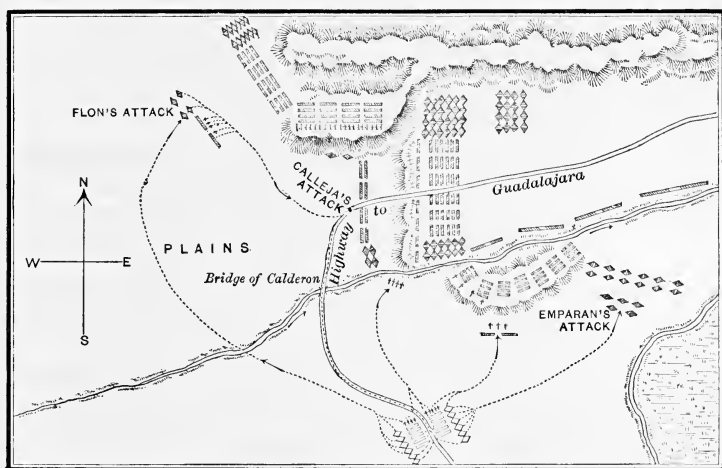 FLON'S ATTACK
CALLEJA'S
ATTACK
Highway to Guadalajara
N
W E
S
PLAINS
Bridge of Calderon
EMPARAN'S
ATTACK